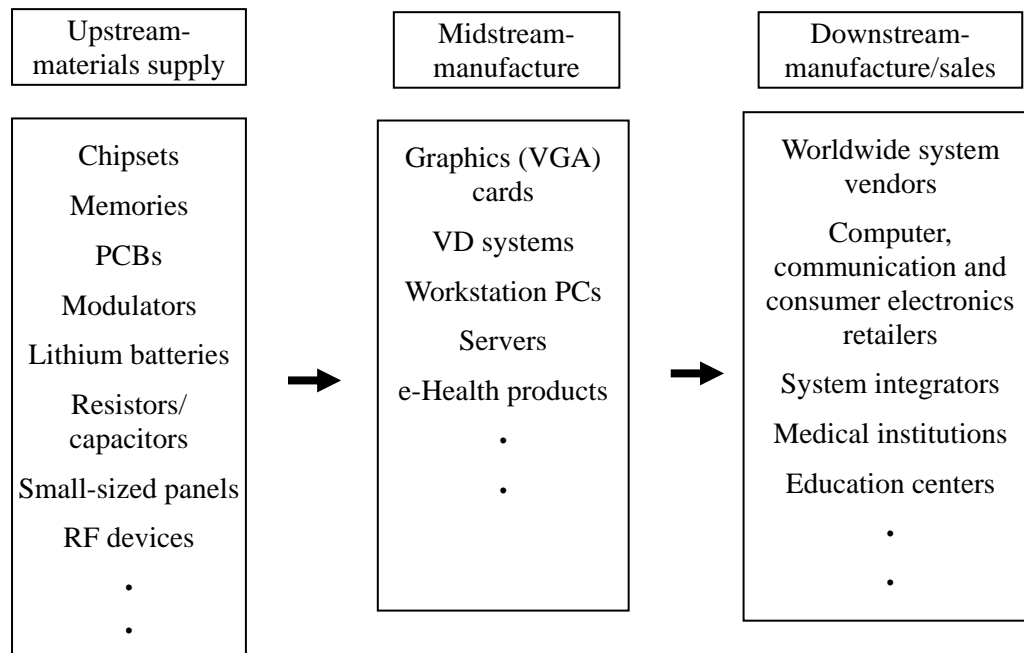 Upstream-
materials supply
Midstream-
manufacture
Downstream-
manufacture/sales
Chipsets
Memories
PCBs
Modulators
Lithium batteries
Resistors/
capacitors
Small-sized panels
RF devices
.
.
Graphics (VGA)
cards
VD systems
Workstation PCs
Servers
e-Health products
.
.
Worldwide system
vendors
Computer,
communication and
consumer electronics
retailers
System integrators
Medical institutions
Education centers
.
.